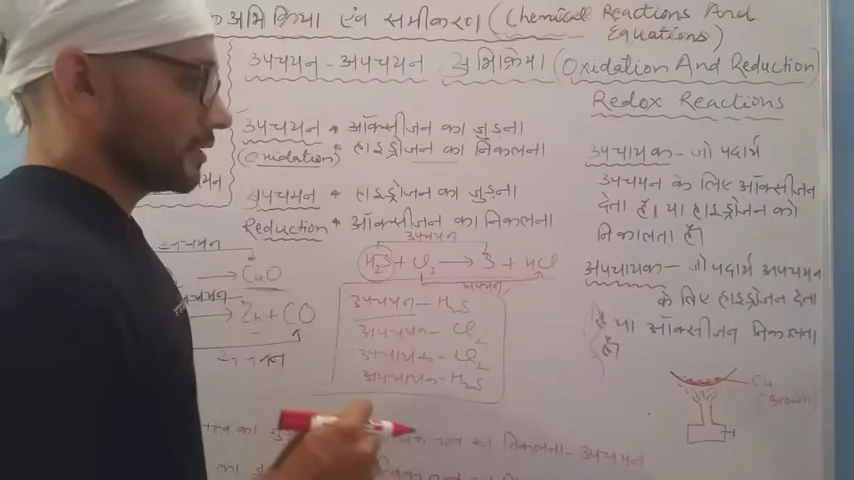 अभिक्रिया एवं समीकरण (Chemical Reactions And Equations)
उपचयन - अपचयन अभिक्रिया (Oxidation And Reduction)
Redox Reactions
उपचयन → ऑक्सीजन का जुड़ना
(Oxidation) → हाइड्रोजन का निकलना
अपचयन → हाइड्रोजन का जुड़ना
Reduction → ऑक्सीजन का निकलना
उपचयन
H₂S + Cl₂ → S + HCl
अपचयन
उपचयन - H₂S
अपचयन - Cl₂
उपचायक - Cl₂
अपचायक - H₂S
→ CuO
→ Zn + CO
उपचायक - जो पदार्थ
उपचयन के लिए ऑक्सीजन
देता है। या हाइड्रोजन को
निकालता है।
अपचायक - जो पदार्थ अपचयन
के लिए हाइड्रोजन देता
है या ऑक्सीजन निकालता
है।
Cu
(Brown)
तत्व का निकलना - उपचयन